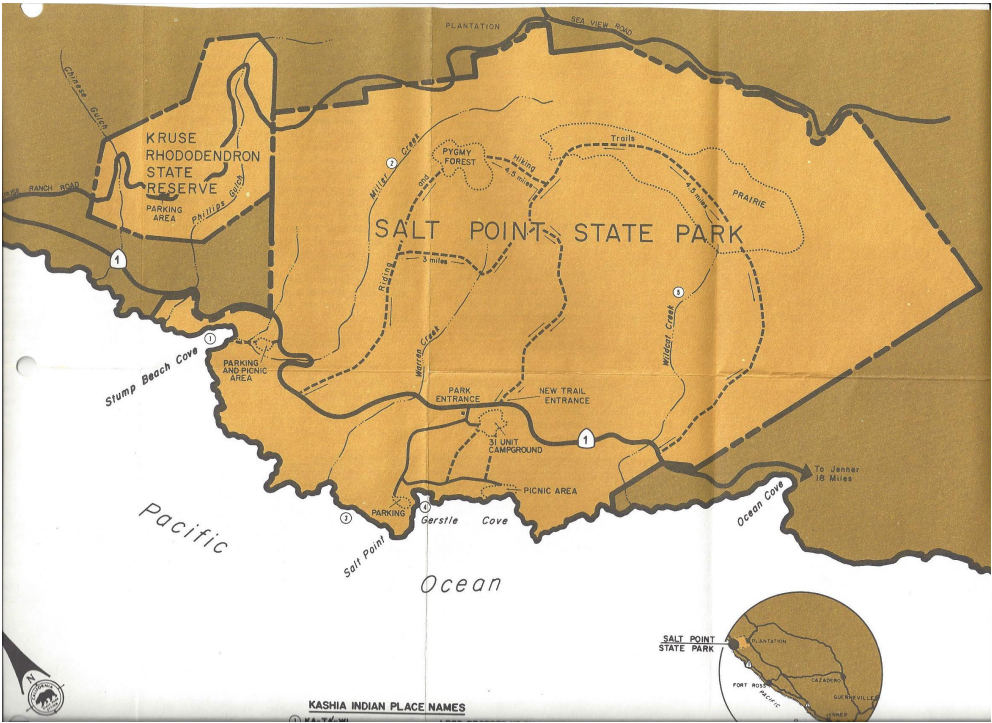 PLANTATION
SEA VIEW ROAD
Chinese Gulch
KRUSE
RHODODENDRON
STATE
RESERVE
PARKING
AREA
RANCH ROAD
Phillips Gulch
Miller Creek
2
PYGMY
FOREST
Riding and Hiking Trails
4.5 miles
4.5 miles
PRAIRIE
SALT POINT STATE PARK
3 miles
1
5
Wildcat Creek
Warren Creek
1
Stump Beach Cove
PARKING
AND PICNIC
AREA
PARK
ENTRANCE
NEW TRAIL
ENTRANCE
31 UNIT
CAMPGROUND
1
To Jenner
18 Miles
PICNIC AREA
PARKING
Ocean Cove
3
4
Gerstle Cove
Salt Point
Pacific
Ocean
SALT POINT
STATE PARK
PLANTATION
CAZADERO
FORT ROSS
GUERNEVILLE
PACIFIC
JENNER
N
KASHIA INDIAN PLACE NAMES